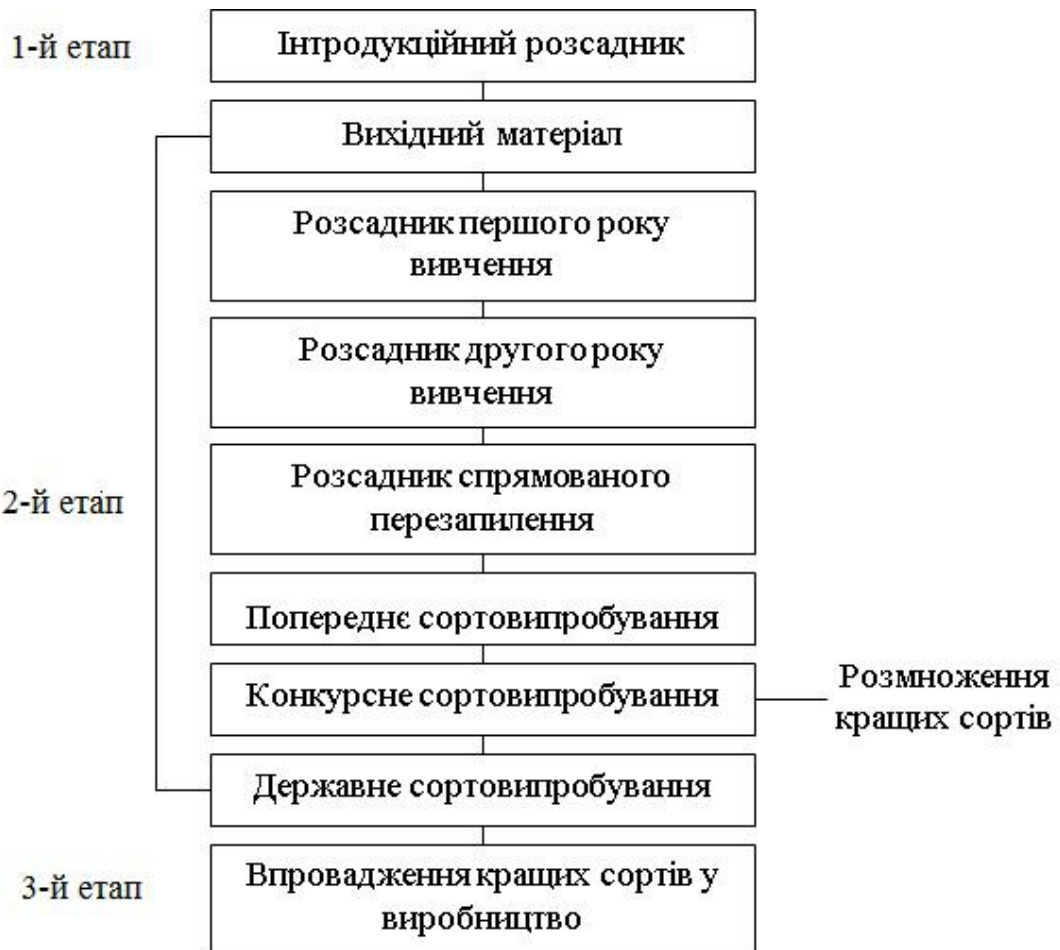 1-й етап
Інтродукційний розсадник
Вихідний матеріал
Розсадник першого року
вивчення
Розсадник другого року
вивчення
2-й етап
Розсадник спрямованого
перезапилення
Попереднє сортовипробування
Конкурсне сортовипробування
Розмноження
кращих сортів
Державне сортовипробування
3-й етап
Впровадження кращих сортів у
виробництво